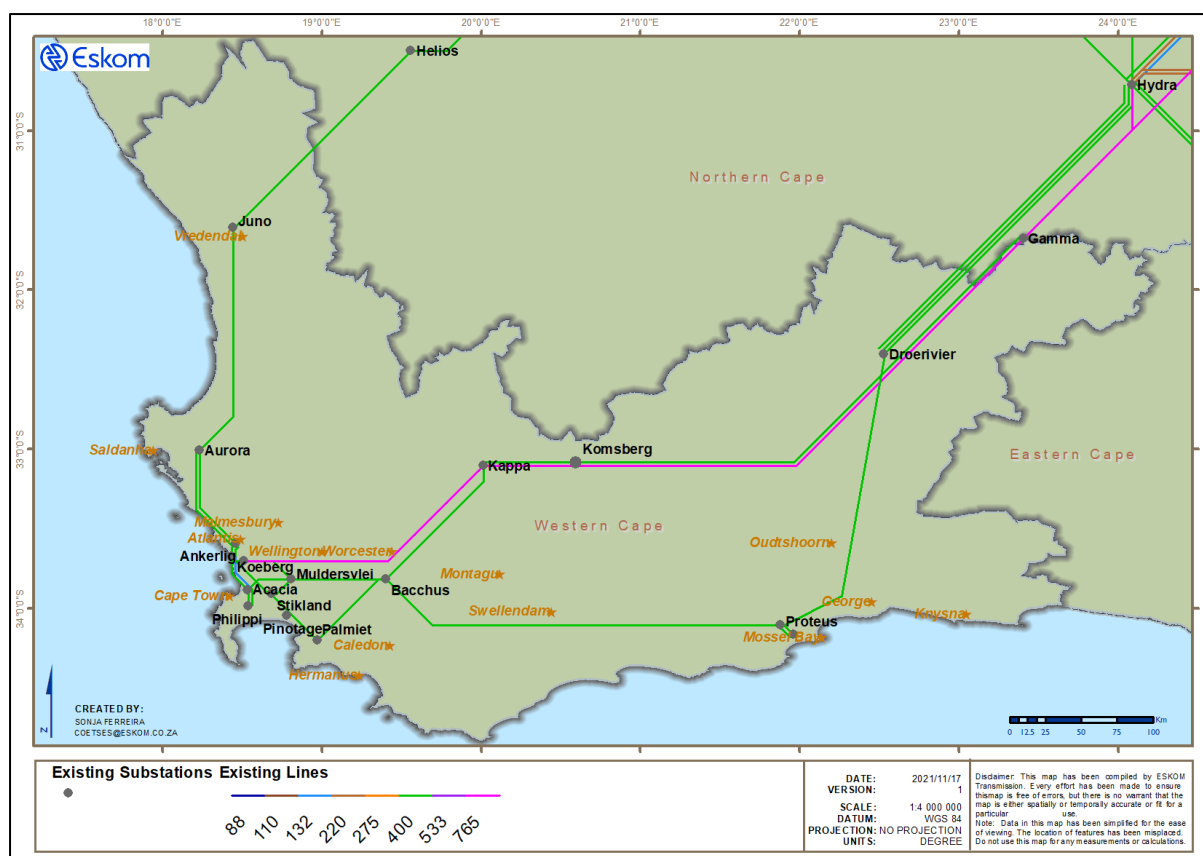 18°0'0"E 19°0'0"E 20°0'0"E 21°0'0"E 22°0'0"E 23°0'0"E 24°0'0"E
Eskom
Helios
Hydra
31°0'0"S
Northern Cape
Juno
Vredendal
Gamma
32°0'0"S
Droerivier
33°0'0"S
Saldanha
Aurora
Komsberg
Kappa
Eastern Cape
Malmesbury
Atlantis
Western Cape
Ankerlig
Wellington
Worcester
Oudtshoorn
Koeberg
Muldersvlei
Montagu
Acacia
Bacchus
Cape Town
Stikland
Swellendam
George
Knysna
34°0'0"S
Philippi
Pinotage
Palmiet
Proteus
Mossel Bay
Caledon
Hermanus
N
CREATED BY:
SONJA FERREIRA
COETSES@ESKOM.CO.ZA
Km
0 12.5 25 50 75 100
Existing Substations Existing Lines
88 110 132 220 275 400 533 765
DATE: 2021/11/17
VERSION: 1
SCALE: 1:4 000 000
DATUM: WGS 84
PROJECTION: NO PROJECTION
UNITS: DEGREE
Disclaimer: This map has been compiled by ESKOM
Transmission. Every effort has been made to ensure
thismap is free of errors, but there is no warrant that the
map is either spatially or temporally accurate or fit for a
particular use.
Note: Data in this map has been simplified for the ease
of viewing. The location of features has been misplaced.
Do not use this map for any measurements or calculations.